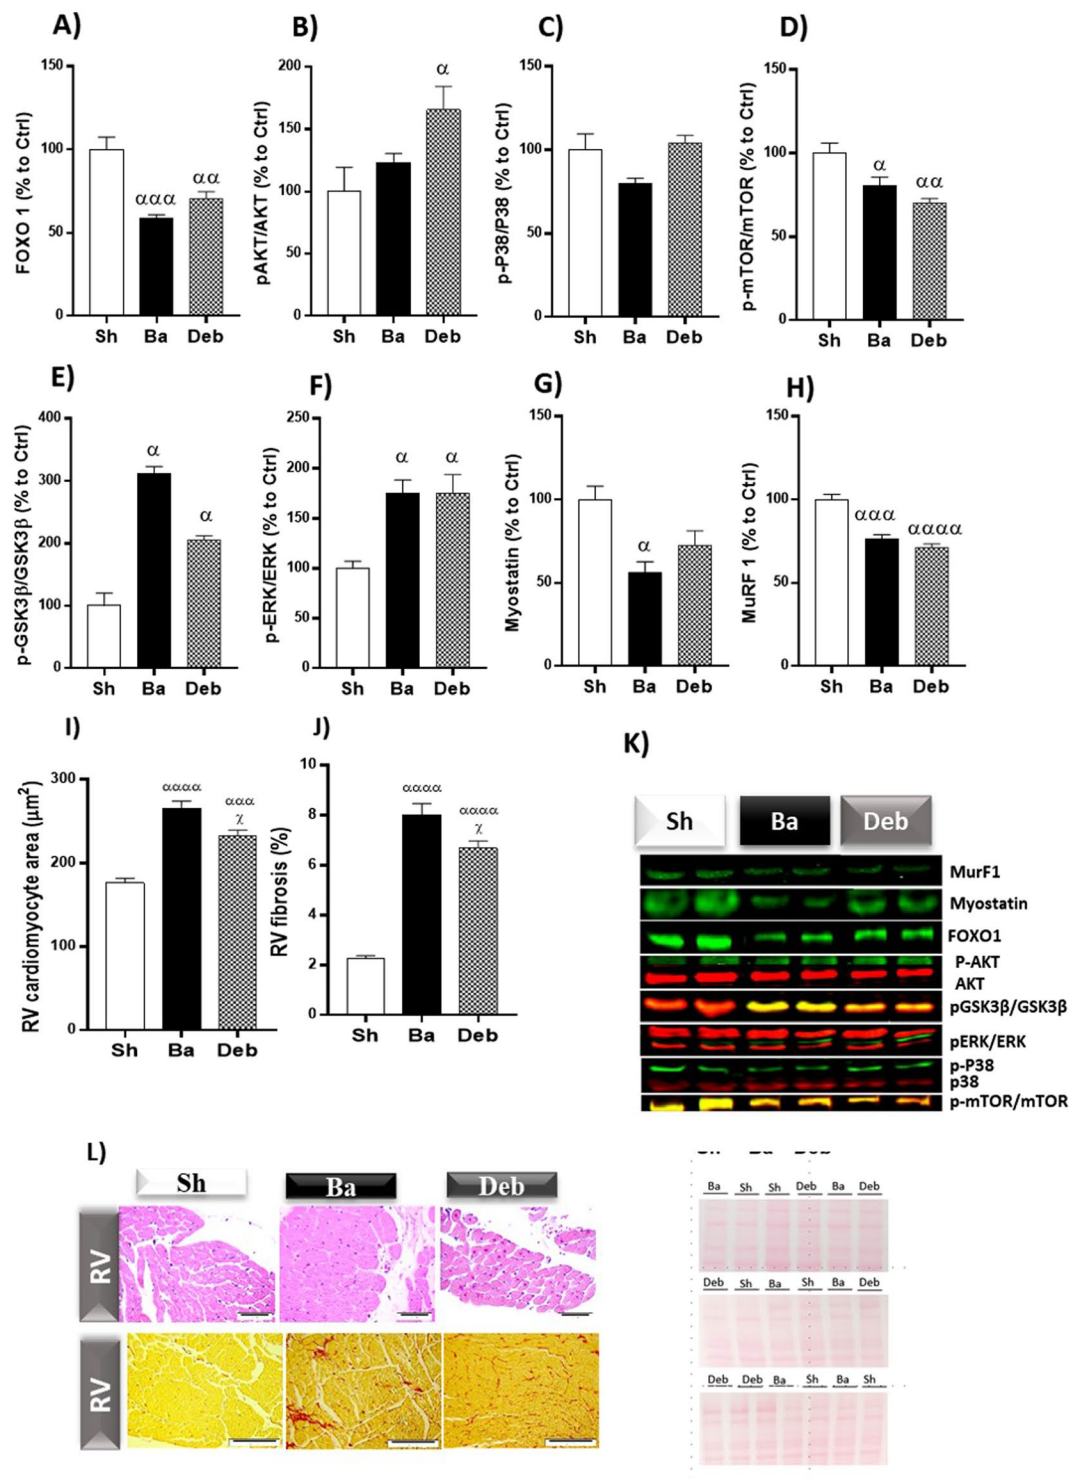 A)
B)
C)
D)
150
100
50
0
FOXO 1 (% to Ctrl)
ααα
αα
Sh Ba Deb
200
150
100
50
0
pAKT/AKT (% to Ctrl)
α
Sh Ba Deb
150
100
50
0
p-P38/P38 (% to Ctrl)
Sh Ba Deb
150
100
50
0
p-mTOR/mTOR (% to Ctrl)
α
αα
Sh Ba Deb
E)
F)
G)
H)
400
300
200
100
0
p-GSK3β/GSK3β (% to Ctrl)
α
α
Sh Ba Deb
250
200
150
100
50
0
p-ERK/ERK (% to Ctrl)
α
α
Sh Ba Deb
150
100
50
0
Myostatin (% to Ctrl)
α
Sh Ba Deb
150
100
50
0
MuRF 1 (% to Ctrl)
ααα
αααα
Sh Ba Deb
I)
J)
K)
300
200
100
0
RV cardiomyocyte area (μm²)
αααα
ααα
χ
Sh Ba Deb
10
8
6
4
2
0
RV fibrosis (%)
αααα
αααα
χ
Sh Ba Deb
Sh Ba Deb
MurF1
Myostatin
FOXO1
P-AKT
AKT
pGSK3β/GSK3β
pERK/ERK
p-P38
p38
p-mTOR/mTOR
L)
Sh Ba Deb
RV
RV
Sh Ba Deb
Ba Sh Sh Deb Ba Deb
Deb Sh Ba Sh Ba Deb
Deb Deb Ba Sh Ba Sh